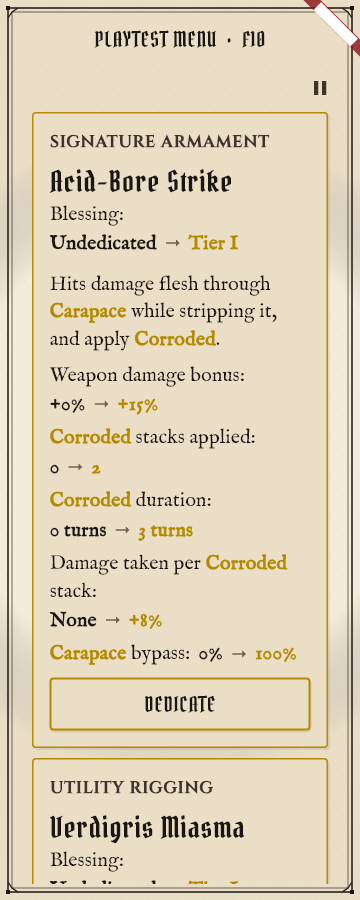 PLAYTEST MENU · F10
SIGNATURE ARMAMENT
Acid-Bore Strike
Blessing:
Undedicated → Tier I
Hits damage flesh through
Carapace while stripping it,
and apply Corroded.
Weapon damage bonus:
+0% → +15%
Corroded stacks applied:
0 → 2
Corroded duration:
0 turns → 3 turns
Damage taken per Corroded
stack:
None → +8%
Carapace bypass: 0% → 100%
DEDICATE
UTILITY RIGGING
Verdigris Miasma
Blessing: